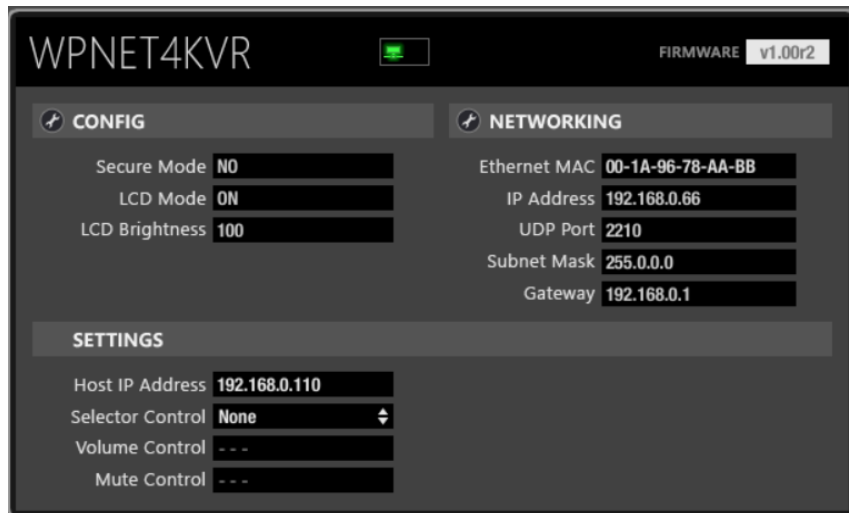 WPNET4KVR
FIRMWARE v1.00r2
CONFIG
Secure Mode NO
LCD Mode ON
LCD Brightness 100
NETWORKING
Ethernet MAC 00-1A-96-78-AA-BB
IP Address 192.168.0.66
UDP Port 2210
Subnet Mask 255.0.0.0
Gateway 192.168.0.1
SETTINGS
Host IP Address 192.168.0.110
Selector Control None
Volume Control - - -
Mute Control - - -